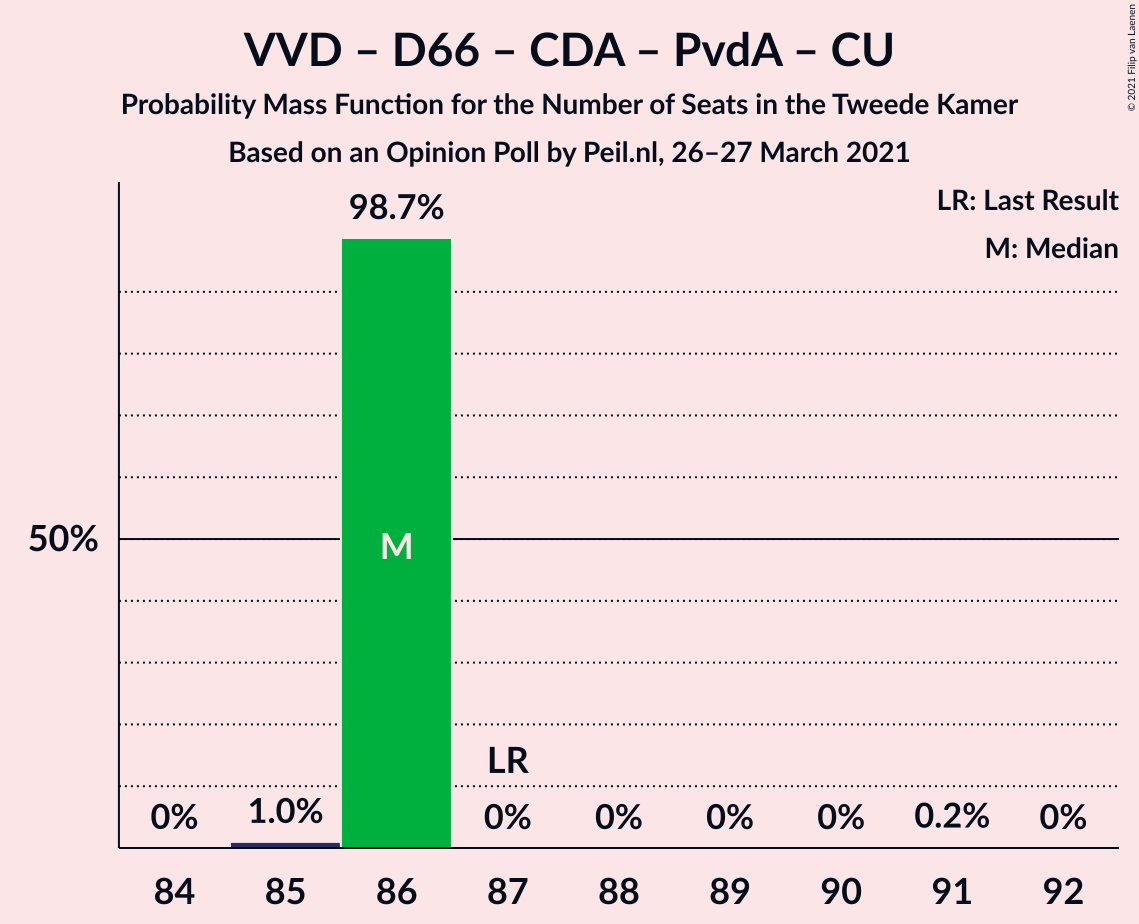 VVD – D66 – CDA – PvdA – CU
Probability Mass Function for the Number of Seats in the Tweede Kamer
Based on an Opinion Poll by Peil.nl, 26–27 March 2021
© 2021 Filip van Laenen
LR: Last Result
M: Median
98.7%
50%
M
LR
0% 1.0% 0% 0% 0% 0% 0.2% 0%
84 85 86 87 88 89 90 91 92